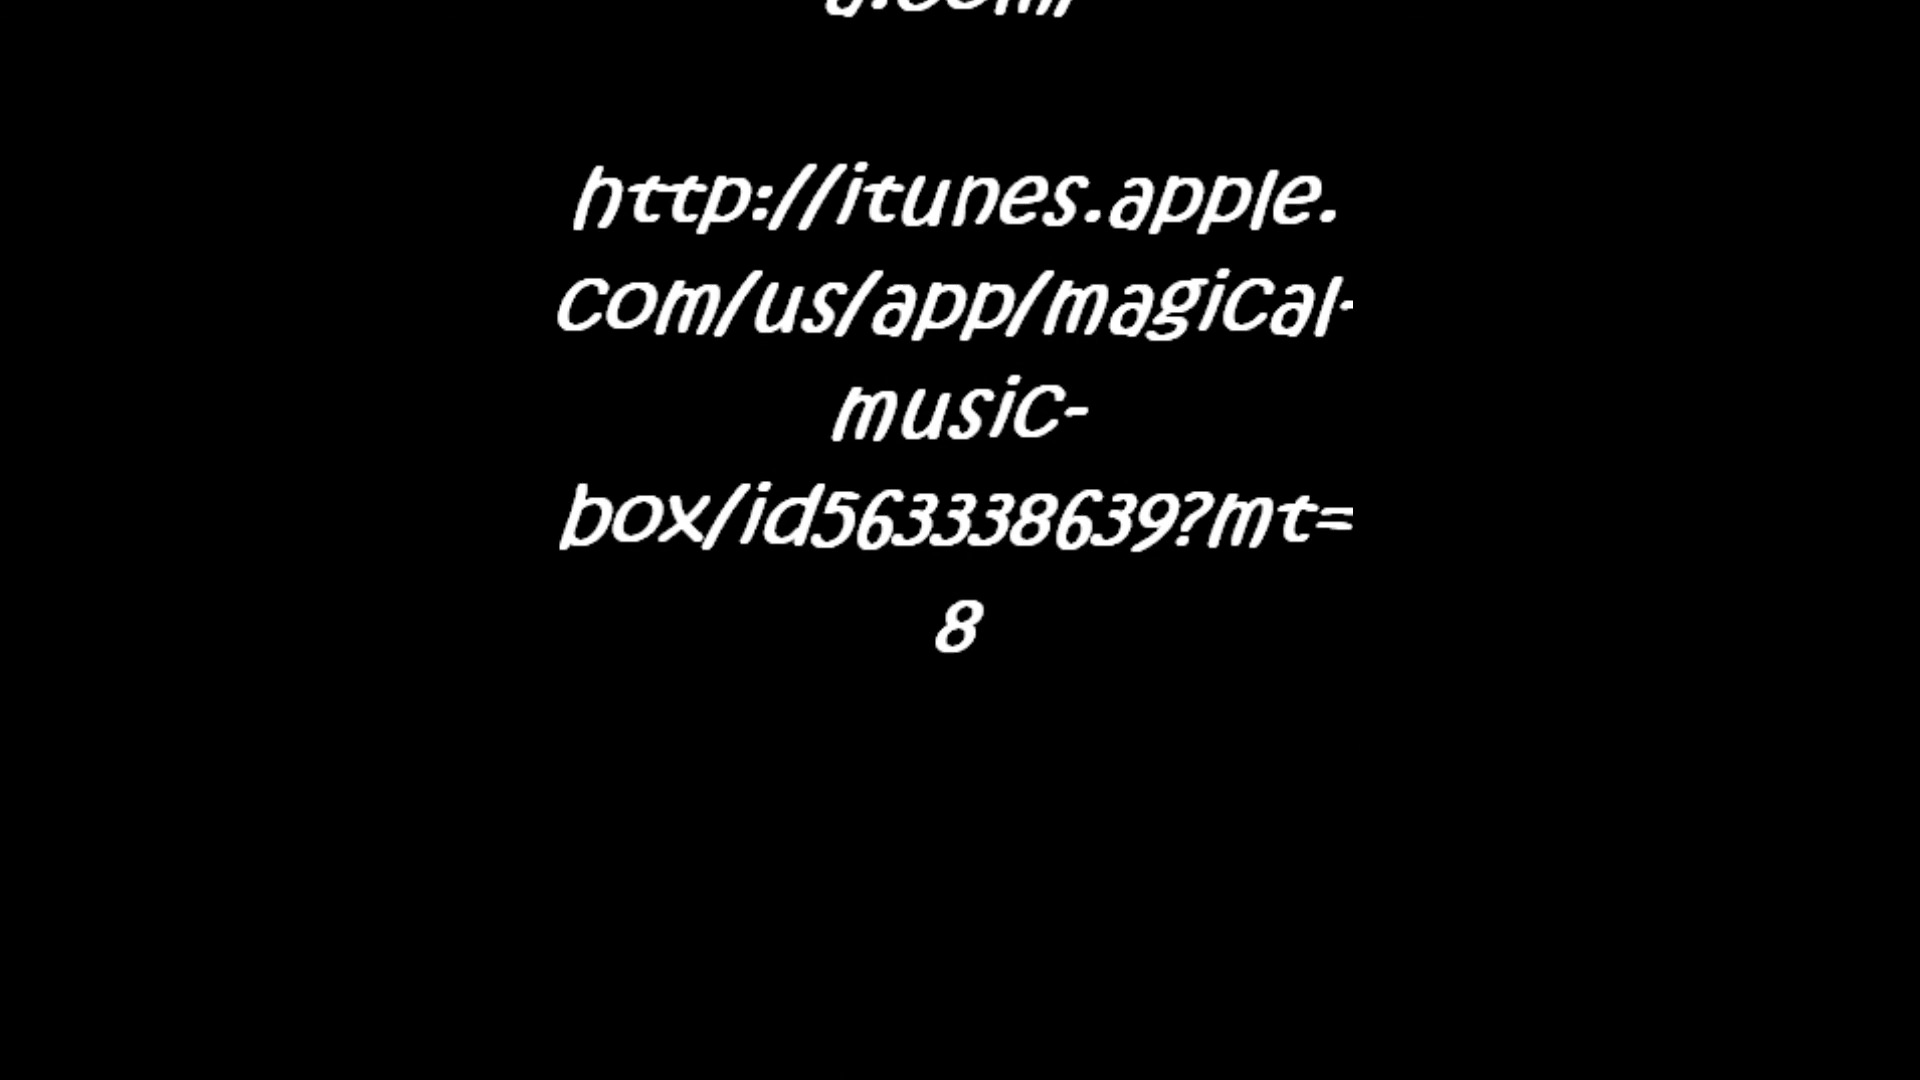 http://itunes.apple.
com/us/app/magical-
music-
box/id563338639?mt=
8